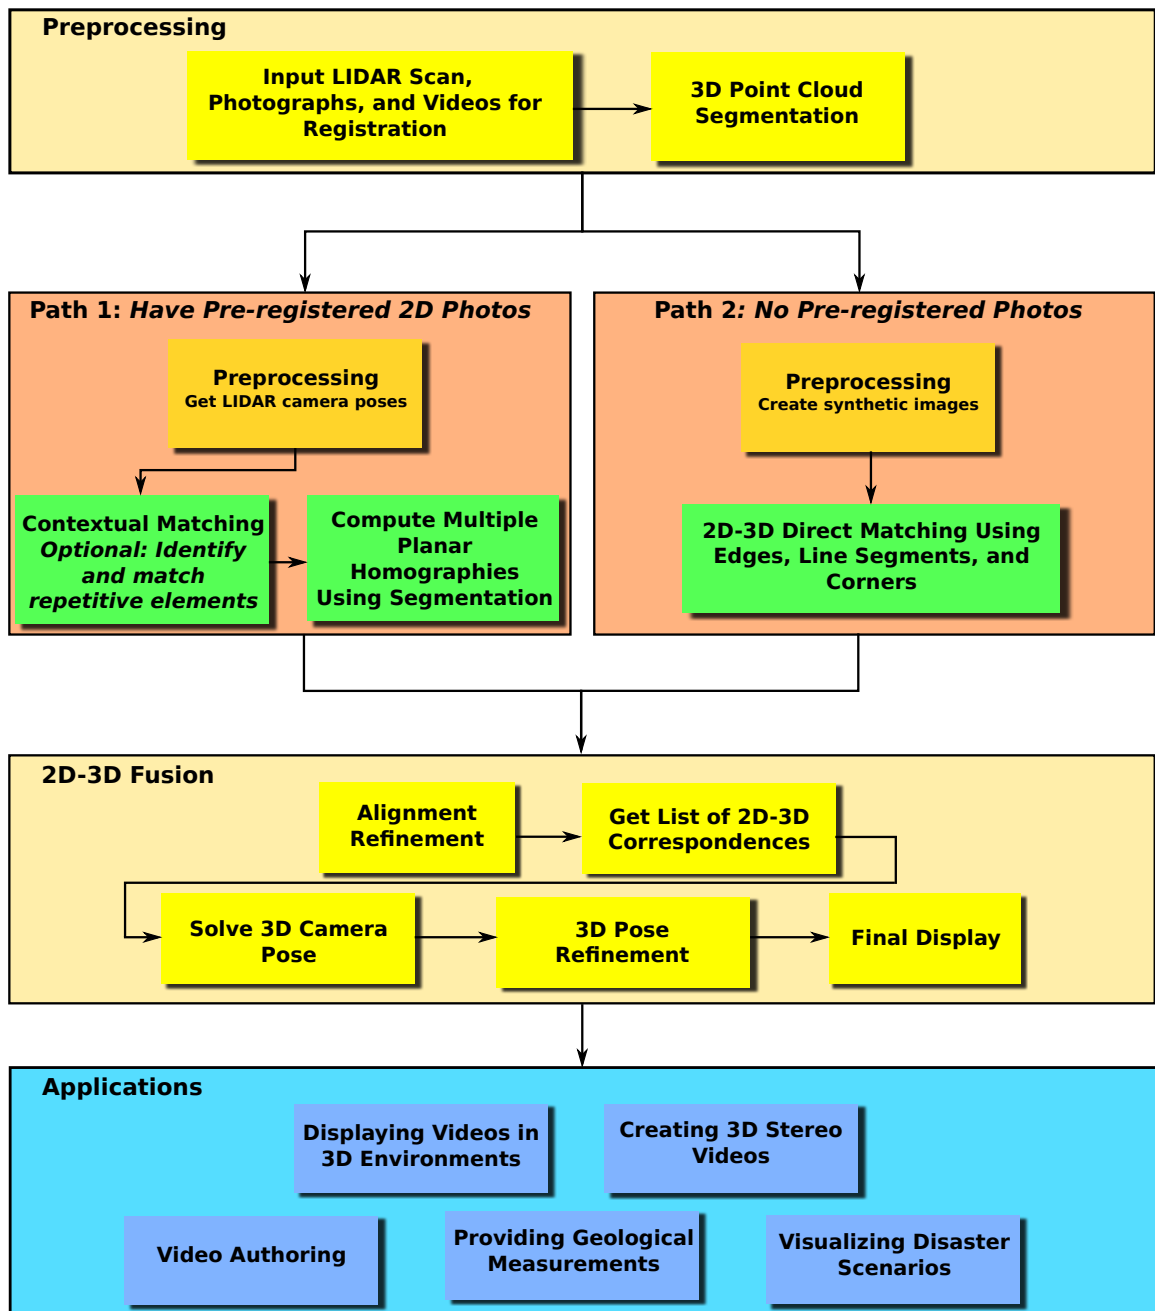 Preprocessing
Input LIDAR Scan,
Photographs, and Videos for
Registration
3D Point Cloud
Segmentation
Path 1: Have Pre-registered 2D Photos
Preprocessing
Get LIDAR camera poses
Contextual Matching
Optional: Identify
and match
repetitive elements
Compute Multiple
Planar
Homographies
Using Segmentation
Path 2: No Pre-registered Photos
Preprocessing
Create synthetic images
2D-3D Direct Matching Using
Edges, Line Segments, and
Corners
2D-3D Fusion
Alignment
Refinement
Get List of 2D-3D
Correspondences
Solve 3D Camera
Pose
3D Pose
Refinement
Final Display
Applications
Displaying Videos in
3D Environments
Creating 3D Stereo
Videos
Video Authoring
Providing Geological
Measurements
Visualizing Disaster
Scenarios